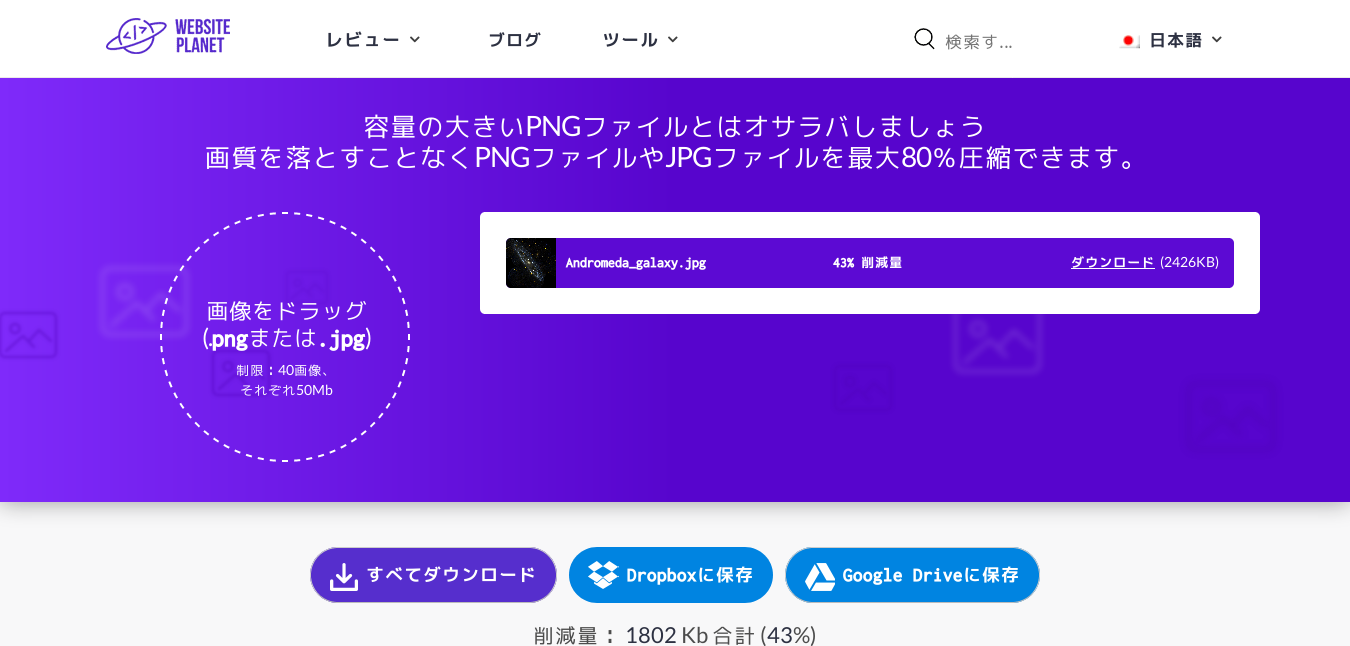 WEBSITE
PLANET
レビュー
ブログ
ツール
検索す...
日本語
容量の大きいPNGファイルとはオサラバしましょう
画質を落とすことなくPNGファイルやJPGファイルを最大80%圧縮できます。
画像をドラッグ
(.pngまたは.jpg)
制限：40画像、
それぞれ50Mb
Andromeda_galaxy.jpg 43% 削減量 ダウンロード (2426KB)
すべてダウンロード
Dropboxに保存
Google Driveに保存
削減量： 1802 Kb 合計 (43%)